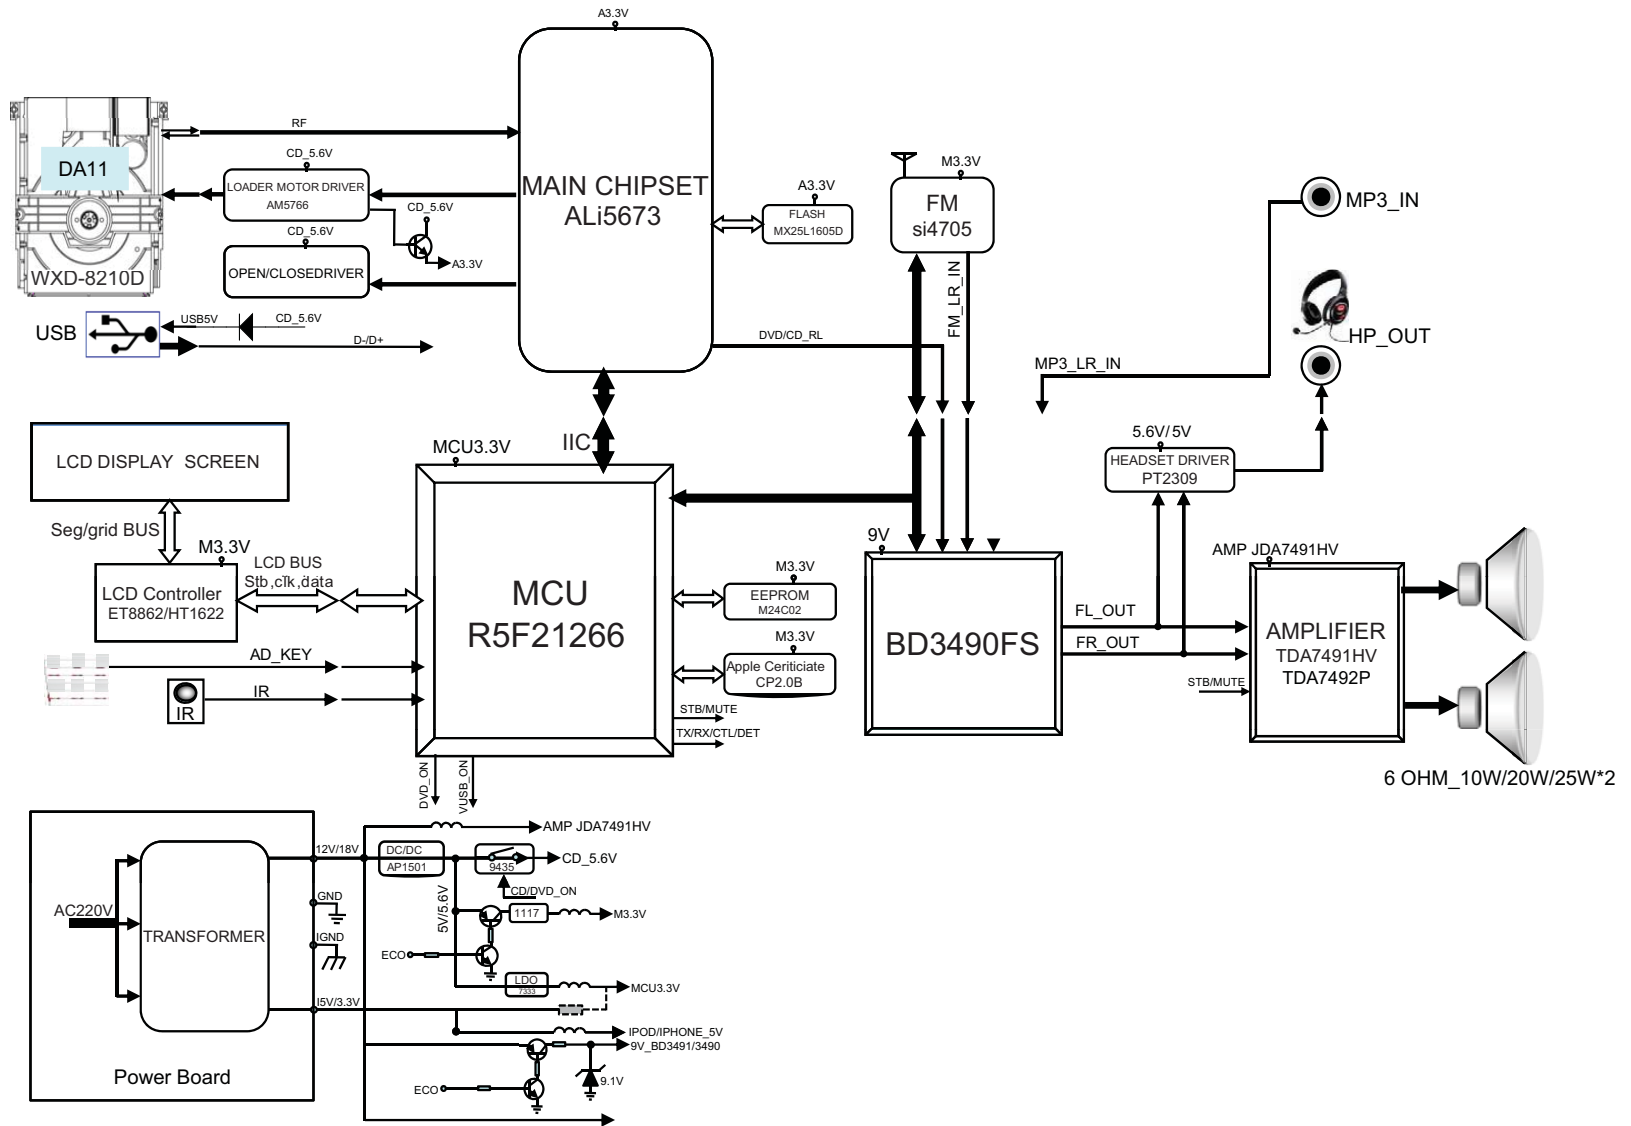 A3.3V
MAIN CHIPSET
ALi5673
DA11
WXD-8210D
RF
CD_5.6V
LOADER MOTOR DRIVER
AM5766
CD_5.6V
A3.3V
CD_5.6V
OPEN/CLOSEDRIVER
USB
USB5V
CD_5.6V
D-/D+
A3.3V
FLASH
MX25L1605D
M3.3V
FM
si4705
FM_LR_IN
DVD/CD_RL
MP3_IN
MP3_LR_IN
HP_OUT
5.6V/5V
HEADSET DRIVER
PT2309
LCD DISPLAY SCREEN
Seg/grid BUS
M3.3V
LCD Controller
ET8862/HT1622
LCD BUS
Stb,clk,data
AD_KEY
IR
IR
IIC
MCU3.3V
MCU
R5F21266
M3.3V
EEPROM
M24C02
M3.3V
Apple Ceriticiate
CP2.0B
STB/MUTE
TX/RX/CTL/DET
DVD_ON
VUSB_ON
9V
BD3490FS
FL_OUT
FR_OUT
STB/MUTE
AMP JDA7491HV
AMPLIFIER
TDA7491HV
TDA7492P
6 OHM_10W/20W/25W*2
AC220V
TRANSFORMER
Power Board
12V/18V
GND
IGND
I5V/3.3V
AMP JDA7491HV
DC/DC
AP1501
9435
CD_5.6V
CD/DVD_ON
5V/5.6V
1117
M3.3V
ECO
LDO
7333
MCU3.3V
IPOD/IPHONE_5V
9V_BD3491/3490
9.1V
ECO